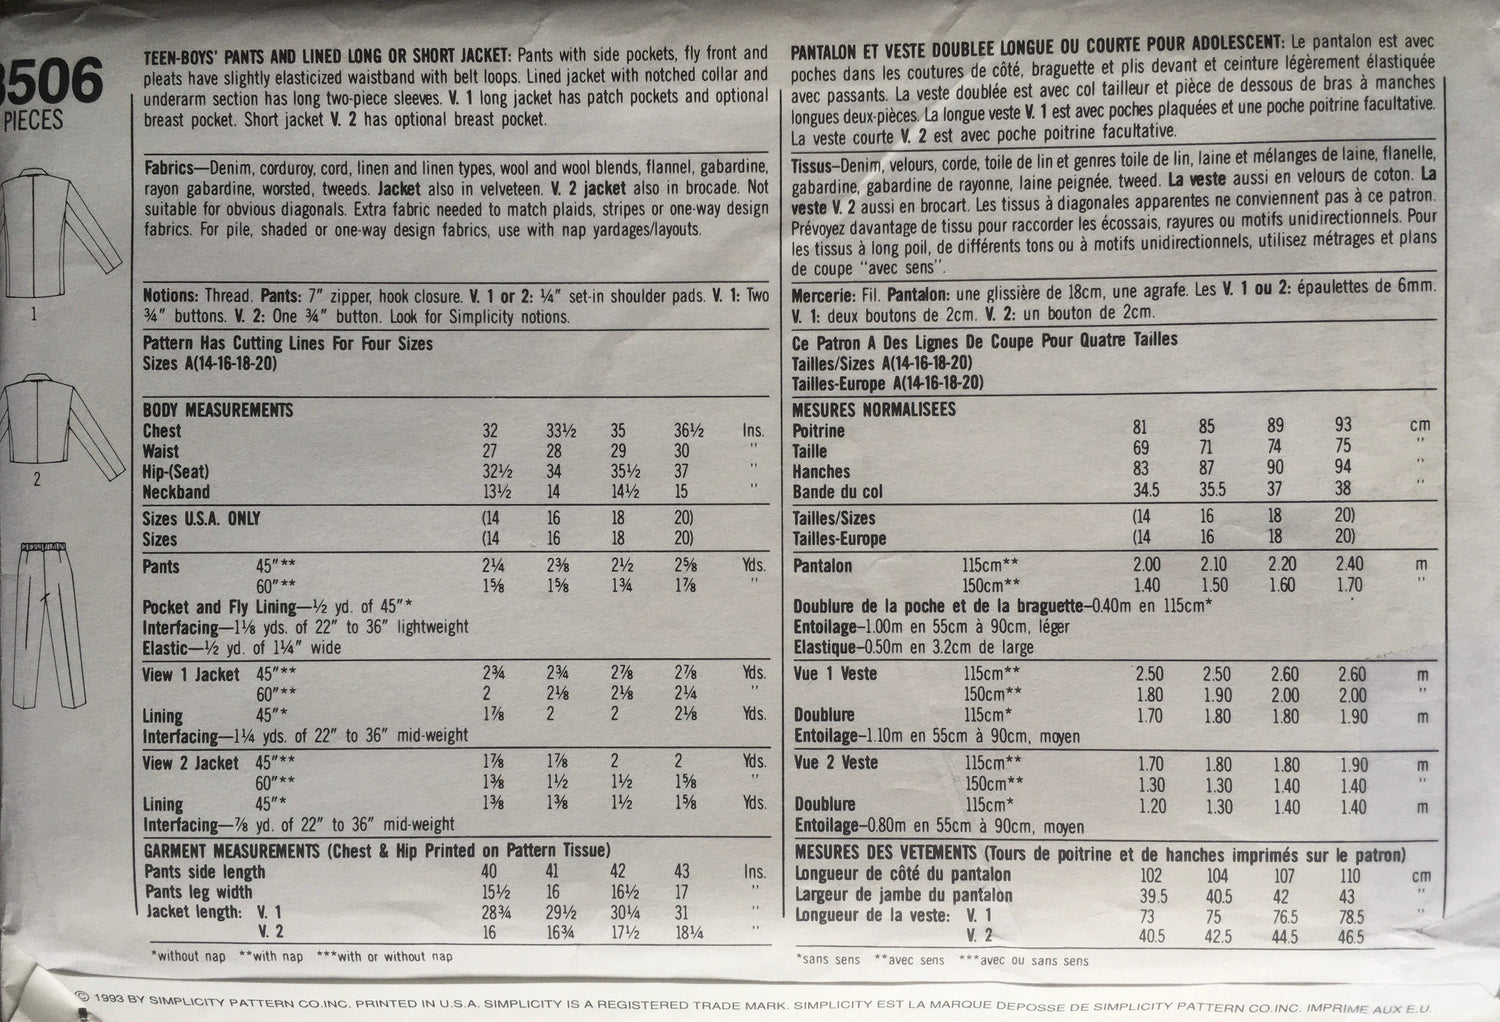 8506
PIECES
1
2
TEEN-BOYS' PANTS AND LINED LONG OR SHORT JACKET: Pants with side pockets, fly front and
pleats have slightly elasticized waistband with belt loops. Lined jacket with notched collar and
underarm section has long two-piece sleeves. V. 1 long jacket has patch pockets and optional
breast pocket. Short jacket V. 2 has optional breast pocket.
Fabrics—Denim, corduroy, cord, linen and linen types, wool and wool blends, flannel, gabardine,
rayon gabardine, worsted, tweeds. Jacket also in velveteen. V. 2 jacket also in brocade. Not
suitable for obvious diagonals. Extra fabric needed to match plaids, stripes or one-way design
fabrics. For pile, shaded or one-way design fabrics, use with nap yardages/layouts.
Notions: Thread. Pants: 7" zipper, hook closure. V. 1 or 2: ¼" set-in shoulder pads. V. 1: Two
¾" buttons. V. 2: One ¾" button. Look for Simplicity notions.
Pattern Has Cutting Lines For Four Sizes
Sizes A(14-16-18-20)
BODY MEASUREMENTS
Chest 32 33½ 35 36½ Ins.
Waist 27 28 29 30 "
Hip-(Seat) 32½ 34 35½ 37 "
Neckband 13½ 14 14½ 15 "
Sizes U.S.A. ONLY (14 16 18 20)
Sizes (14 16 18 20)
Pants 45"** 2¼ 2⅜ 2½ 2⅝ Yds.
60"** 1⅝ 1⅝ 1¾ 1⅞ "
Pocket and Fly Lining—½ yd. of 45"*
Interfacing—1⅛ yds. of 22" to 36" lightweight
Elastic—½ yd. of 1¼" wide
View 1 Jacket 45"** 2¾ 2¾ 2⅞ 2⅞ Yds.
60"** 2 2⅛ 2⅛ 2¼ "
Lining 45"* 1⅞ 2 2 2⅛ Yds.
Interfacing—1¼ yds. of 22" to 36" mid-weight
View 2 Jacket 45"** 1⅞ 1⅞ 2 2 Yds.
60"** 1⅜ 1½ 1½ 1⅝ "
Lining 45"* 1⅜ 1⅜ 1½ 1⅝ Yds.
Interfacing—⅞ yd. of 22" to 36" mid-weight
GARMENT MEASUREMENTS (Chest & Hip Printed on Pattern Tissue)
Pants side length 40 41 42 43 Ins.
Pants leg width 15½ 16 16½ 17 "
Jacket length: V. 1 28¾ 29½ 30¼ 31 "
V. 2 16 16¾ 17½ 18¼ "
*without nap **with nap ***with or without nap
PANTALON ET VESTE DOUBLEE LONGUE OU COURTE POUR ADOLESCENT: Le pantalon est avec
poches dans les coutures de côté, braguette et plis devant et ceinture légèrement élastiquée
avec passants. La veste doublée est avec col tailleur et pièce de dessous de bras à manches
longues deux-pièces. La longue veste V. 1 est avec poches plaquées et une poche poitrine facultative.
La veste courte V. 2 est avec poche poitrine facultative.
Tissus—Denim, velours, corde, toile de lin et genres toile de lin, laine et mélanges de laine, flanelle,
gabardine, gabardine de rayonne, laine peignée, tweed. La veste aussi en velours de coton. La
veste V. 2 aussi en brocart. Les tissus à diagonales apparentes ne conviennent pas à ce patron.
Prévoyez davantage de tissu pour raccorder les écossais, rayures ou motifs unidirectionnels. Pour
les tissus à long poil, de différents tons ou à motifs unidirectionnels, utilisez métrages et plans
de coupe "avec sens".
Mercerie: Fil. Pantalon: une glissière de 18cm, une agrafe. Les V. 1 ou 2: épaulettes de 6mm.
V. 1: deux boutons de 2cm. V. 2: un bouton de 2cm.
Ce Patron A Des Lignes De Coupe Pour Quatre Tailles
Tailles/Sizes A(14-16-18-20)
Tailles-Europe A(14-16-18-20)
MESURES NORMALISEES
Poitrine 81 85 89 93 cm
Taille 69 71 74 75 "
Hanches 83 87 90 94 "
Bande du col 34.5 35.5 37 38 "
Tailles/Sizes (14 16 18 20)
Tailles-Europe (14 16 18 20)
Pantalon 115cm** 2.00 2.10 2.20 2.40 m
150cm** 1.40 1.50 1.60 1.70 "
Doublure de la poche et de la braguette—0.40m en 115cm*
Entoilage—1.00m en 55cm à 90cm, léger
Elastique—0.50m en 3.2cm de large
Vue 1 Veste 115cm** 2.50 2.50 2.60 2.60 m
150cm** 1.80 1.90 2.00 2.00 "
Doublure 115cm* 1.70 1.80 1.80 1.90 m
Entoilage—1.10m en 55cm à 90cm, moyen
Vue 2 Veste 115cm** 1.70 1.80 1.80 1.90 m
150cm** 1.30 1.30 1.40 1.40 "
Doublure 115cm* 1.20 1.30 1.40 1.40 m
Entoilage—0.80m en 55cm à 90cm, moyen
MESURES DES VETEMENTS (Tours de poitrine et de hanches imprimés sur le patron)
Longueur de côté du pantalon 102 104 107 110 cm
Largeur de jambe du pantalon 39.5 40.5 42 43 "
Longueur de la veste: V. 1 73 75 76.5 78.5 "
V. 2 40.5 42.5 44.5 46.5
*sans sens **avec sens ***avec ou sans sens
© 1993 BY SIMPLICITY PATTERN CO.INC. PRINTED IN U.S.A. SIMPLICITY IS A REGISTERED TRADE MARK. SIMPLICITY EST LA MARQUE DEPOSSE DE SIMPLICITY PATTERN CO.INC. IMPRIME AUX E.U.